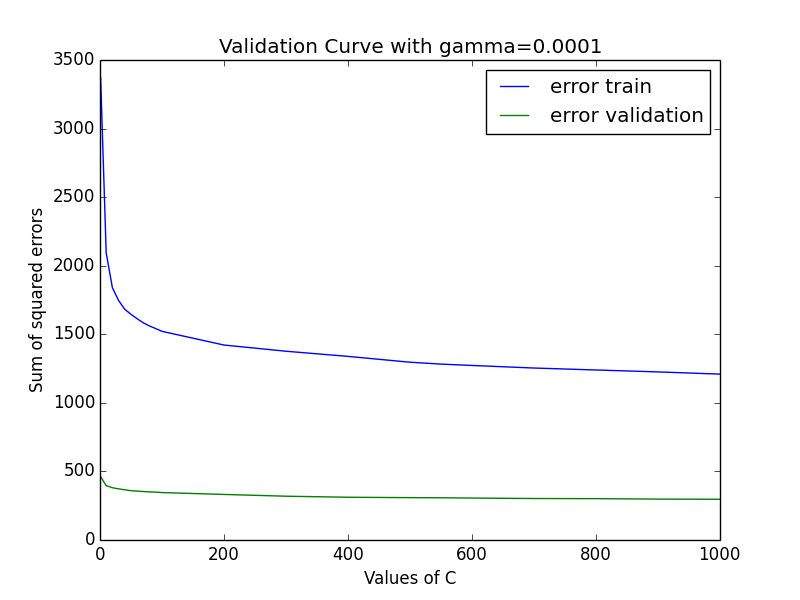 Validation Curve with gamma=0.0001
3500
3000
2500
2000
1500
1000
500
0
Sum of squared errors
error train
error validation
0 200 400 600 800 1000
Values of C